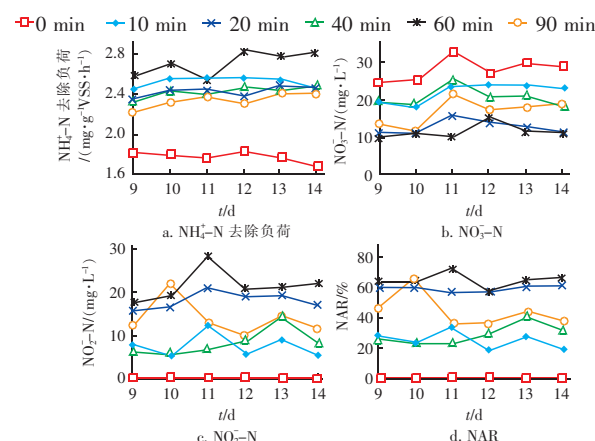 0 min 10 min 20 min 40 min 60 min 90 min
NH₄⁺–N 去除负荷
/(mg·g⁻¹VSS·h⁻¹)
2.8
2.4
2.0
1.6
9 10 11 12 13 14
t/d
a. NH₄⁺–N 去除负荷
NO₃⁻–N/(mg·L⁻¹)
30
20
10
0
9 10 11 12 13 14
t/d
b. NO₃⁻–N
NO₂⁻–N/(mg·L⁻¹)
30
20
10
0
9 10 11 12 13 14
t/d
c. NO₂⁻–N
NAR/%
80
60
40
20
0
9 10 11 12 13 14
t/d
d. NAR